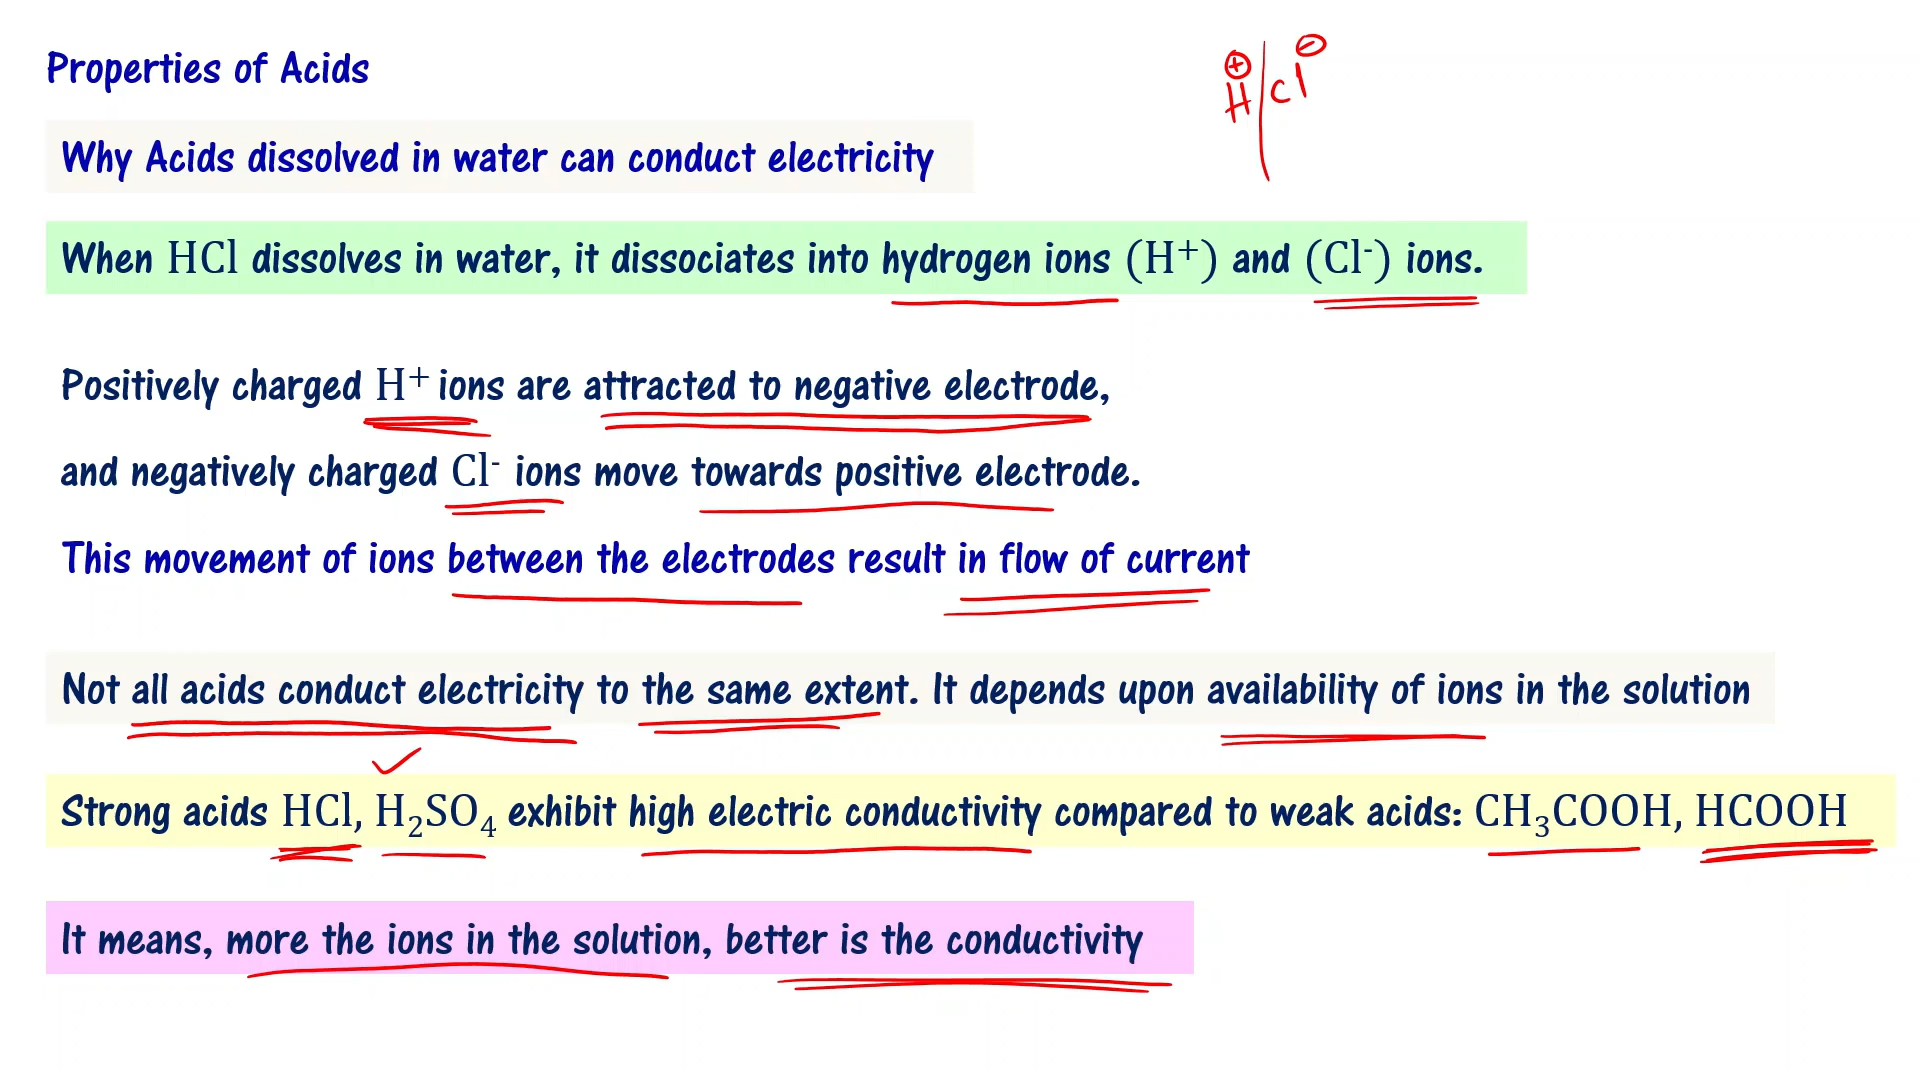 Properties of Acids
⊕ ⊖
H/Cl
Why Acids dissolved in water can conduct electricity
When HCl dissolves in water, it dissociates into hydrogen ions (H⁺) and (Cl⁻) ions.
Positively charged H⁺ ions are attracted to negative electrode,
and negatively charged Cl⁻ ions move towards positive electrode.
This movement of ions between the electrodes result in flow of current
Not all acids conduct electricity to the same extent. It depends upon availability of ions in the solution
Strong acids HCl, H₂SO₄ exhibit high electric conductivity compared to weak acids: CH₃COOH, HCOOH
It means, more the ions in the solution, better is the conductivity